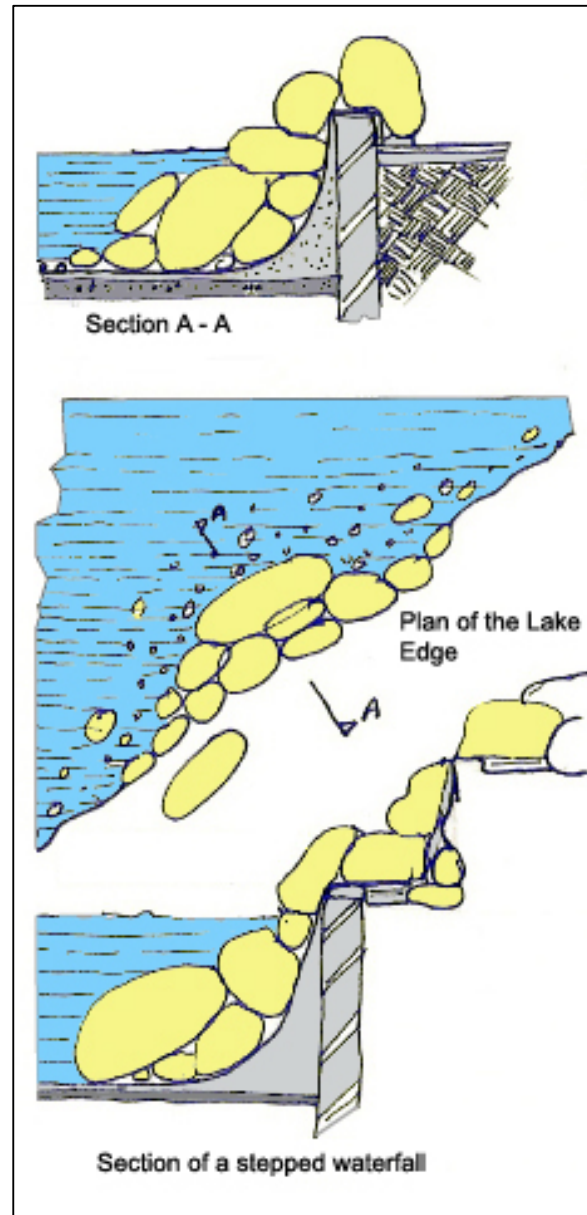 Section A - A
A
Plan of the Lake
Edge
A
Section of a stepped waterfall